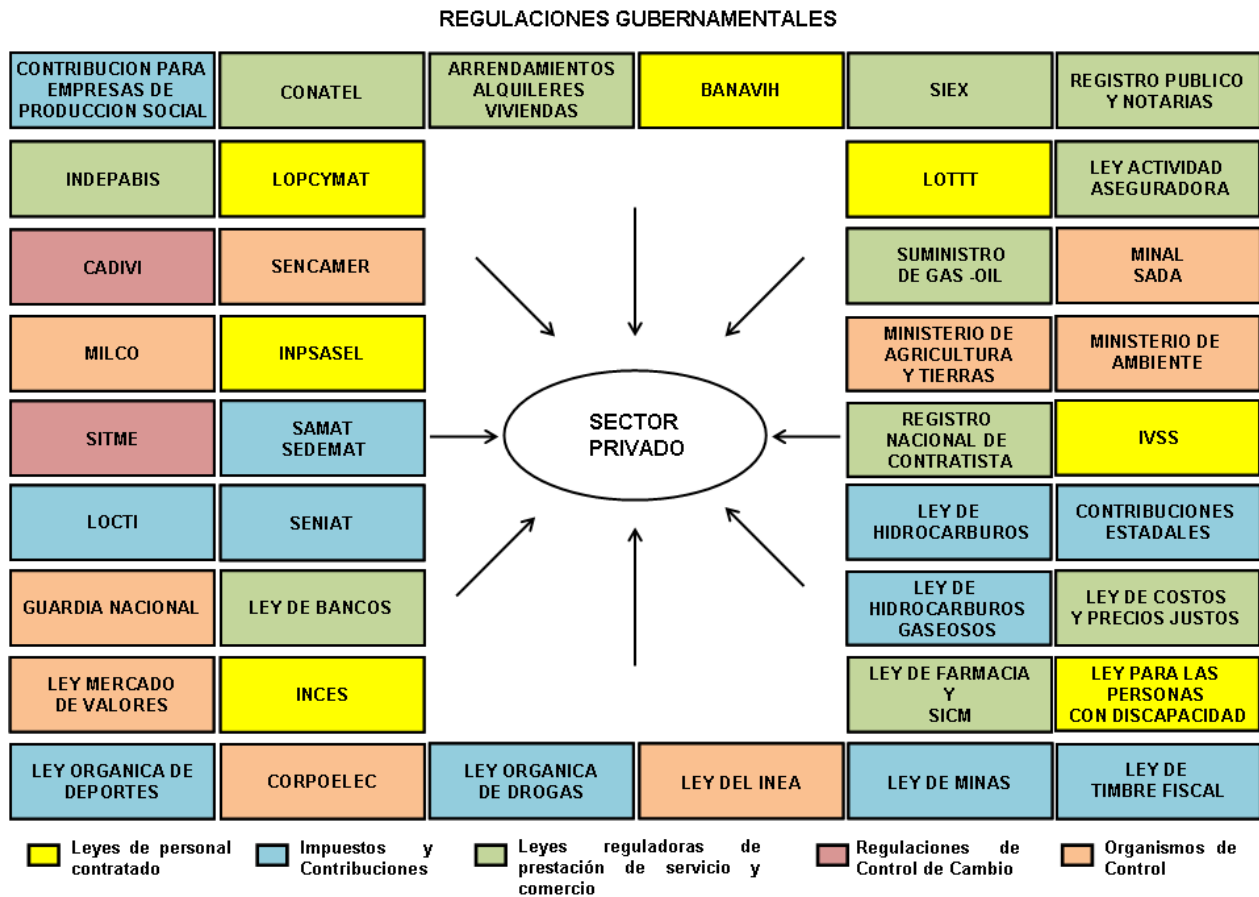 REGULACIONES GUBERNAMENTALES
CONTRIBUCION PARA
EMPRESAS DE
PRODUCCION SOCIAL
CONATEL
ARRENDAMIENTOS
ALQUILERES
VIVIENDAS
BANAVIH
SIEX
REGISTRO PUBLICO
Y NOTARIAS
INDEPABIS
LOPCYMAT
LOTTT
LEY ACTIVIDAD
ASEGURADORA
CADIVI
SENCAMER
SUMINISTRO
DE GAS -OIL
MINAL
SADA
MILCO
INPSASEL
MINISTERIO DE
AGRICULTURA
Y TIERRAS
MINISTERIO DE
AMBIENTE
SITME
SAMAT
SEDEMAT
SECTOR
PRIVADO
REGISTRO
NACIONAL DE
CONTRATISTA
IVSS
LOCTI
SENIAT
LEY DE
HIDROCARBUROS
CONTRIBUCIONES
ESTADALES
GUARDIA NACIONAL
LEY DE BANCOS
LEY DE
HIDROCARBUROS
GASEOSOS
LEY DE COSTOS
Y PRECIOS JUSTOS
LEY MERCADO
DE VALORES
INCES
LEY DE FARMACIA
Y
SICM
LEY PARA LAS
PERSONAS
CON DISCAPACIDAD
LEY ORGANICA DE
DEPORTES
CORPOELEC
LEY ORGANICA
DE DROGAS
LEY DEL INEA
LEY DE MINAS
LEY DE
TIMBRE FISCAL
Leyes de personal
contratado
Impuestos y
Contribuciones
Leyes reguladoras de
prestación de servicio y
comercio
Regulaciones de
Control de Cambio
Organismos de
Control